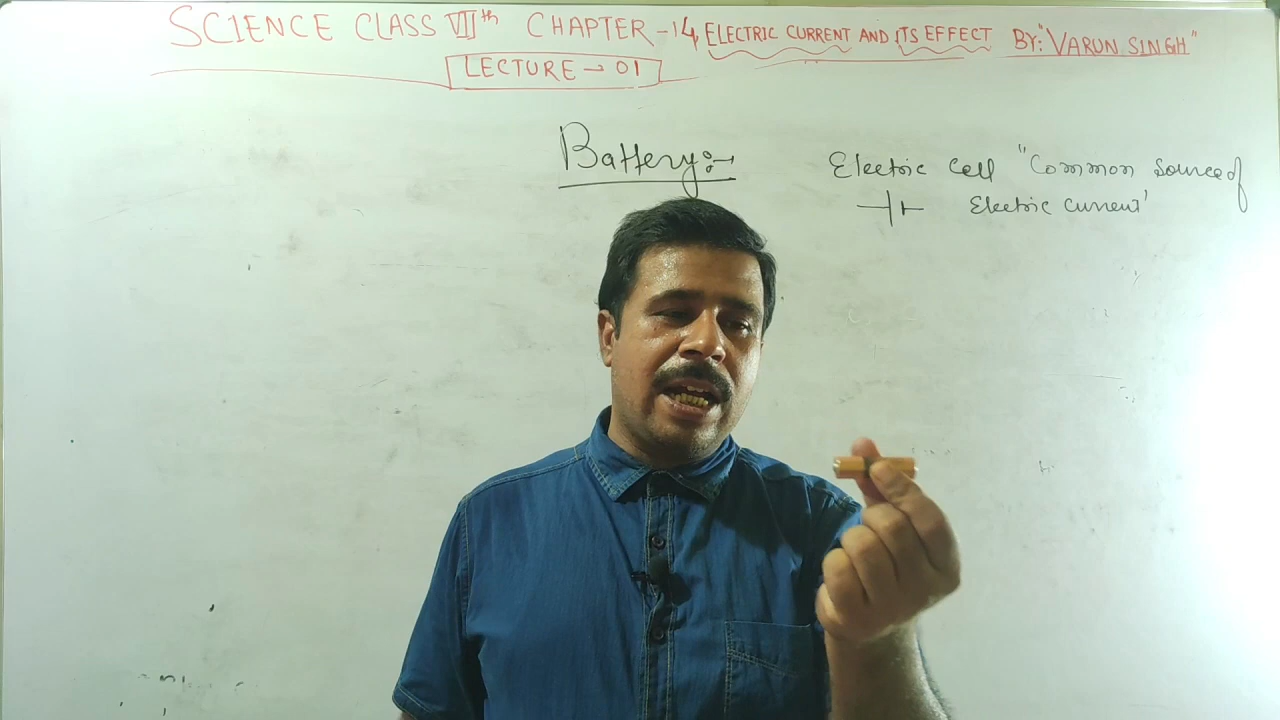 SCIENCE CLASS VIIth CHAPTER-14, ELECTRIC CURRENT AND ITS EFFECT BY:"VARUN SINGH"
LECTURE → 01
Battery:→
Electric Cell "Common Source of
Electric Current"